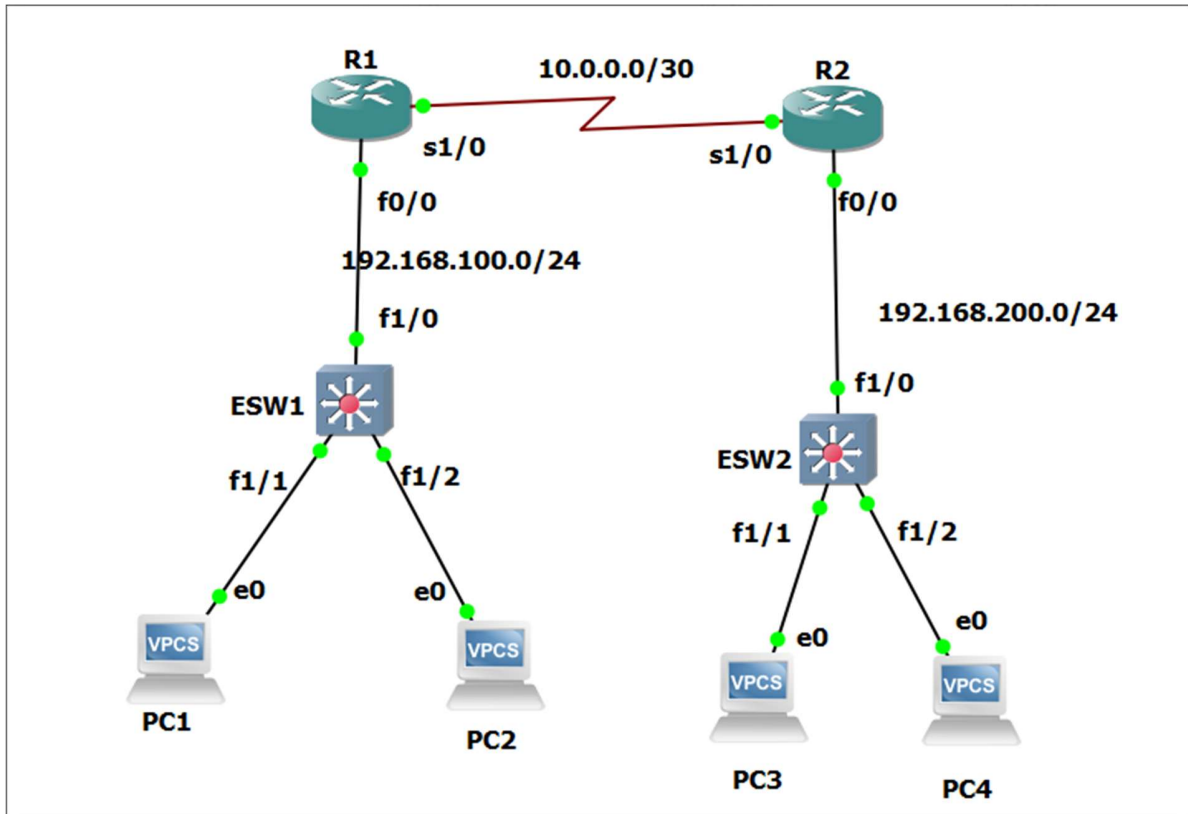 R1
10.0.0.0/30
R2
s1/0
s1/0
f0/0
f0/0
192.168.100.0/24
192.168.200.0/24
f1/0
f1/0
ESW1
ESW2
f1/1
f1/2
f1/1
f1/2
e0
e0
e0
e0
VPCS
VPCS
VPCS
VPCS
PC1
PC2
PC3
PC4